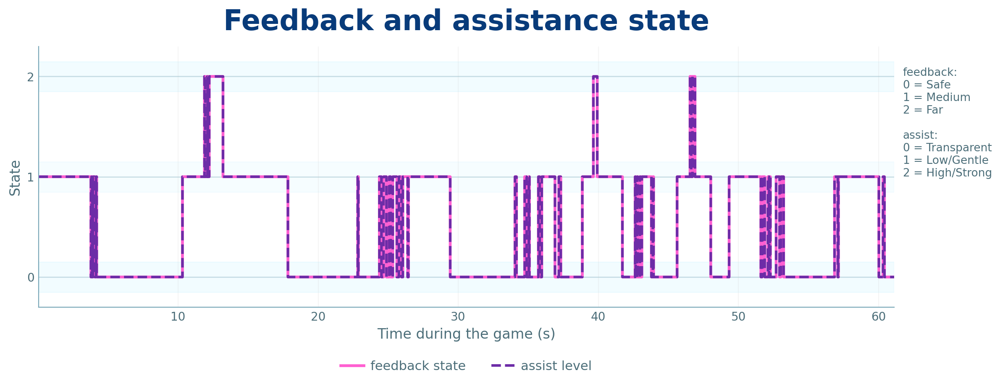 Feedback and assistance state
State
2
1
0
10 20 30 40 50 60
Time during the game (s)
feedback state assist level
feedback:
0 = Safe
1 = Medium
2 = Far
assist:
0 = Transparent
1 = Low/Gentle
2 = High/Strong